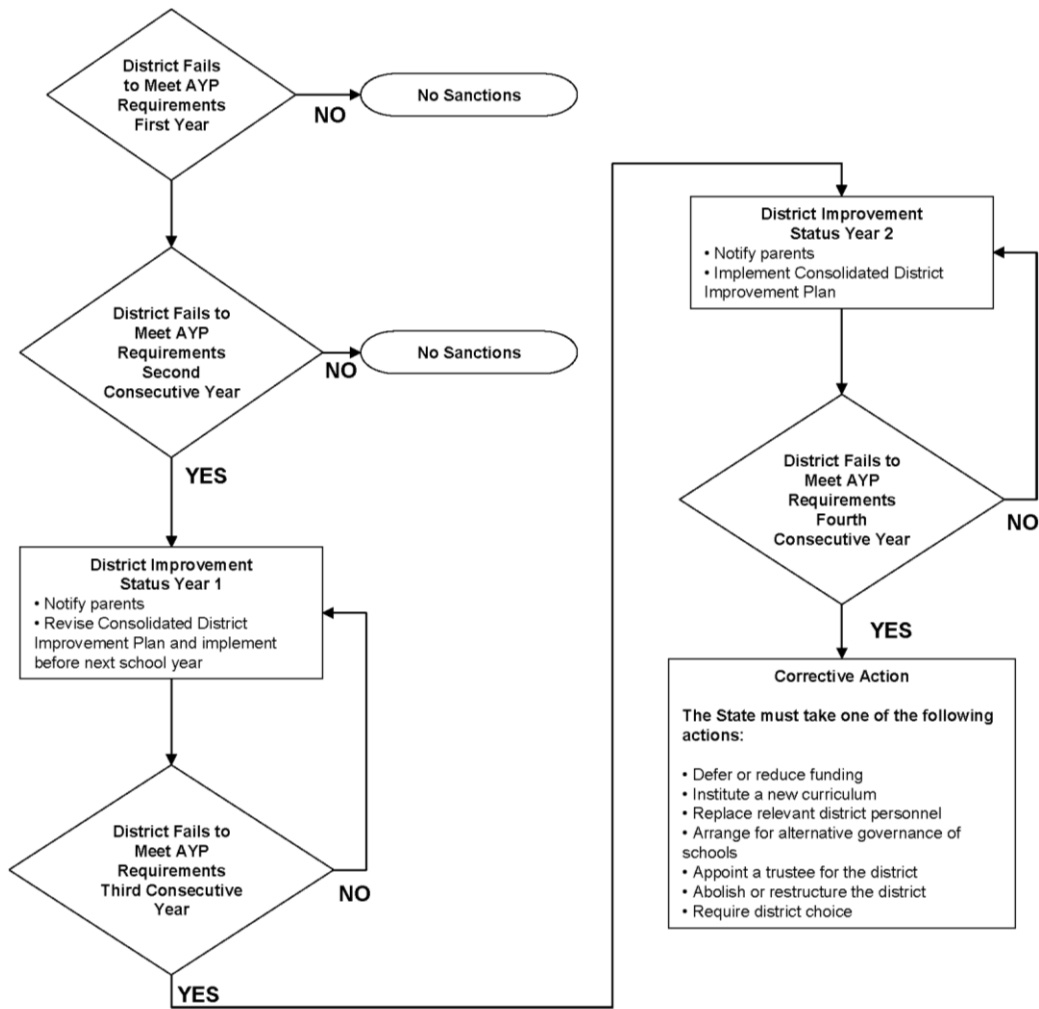 District Fails
to Meet AYP
Requirements
First Year
NO
No Sanctions
District Fails to
Meet AYP
Requirements
Second
Consecutive Year
NO
No Sanctions
YES
District Improvement
Status Year 1
• Notify parents
• Revise Consolidated District
Improvement Plan and implement
before next school year
District Fails to
Meet AYP
Requirements
Third Consecutive
Year
NO
YES
District Improvement
Status Year 2
• Notify parents
• Implement Consolidated District
Improvement Plan
District Fails to
Meet AYP
Requirements
Fourth
Consecutive Year
NO
YES
Corrective Action
The State must take one of the following
actions:
• Defer or reduce funding
• Institute a new curriculum
• Replace relevant district personnel
• Arrange for alternative governance of
schools
• Appoint a trustee for the district
• Abolish or restructure the district
• Require district choice